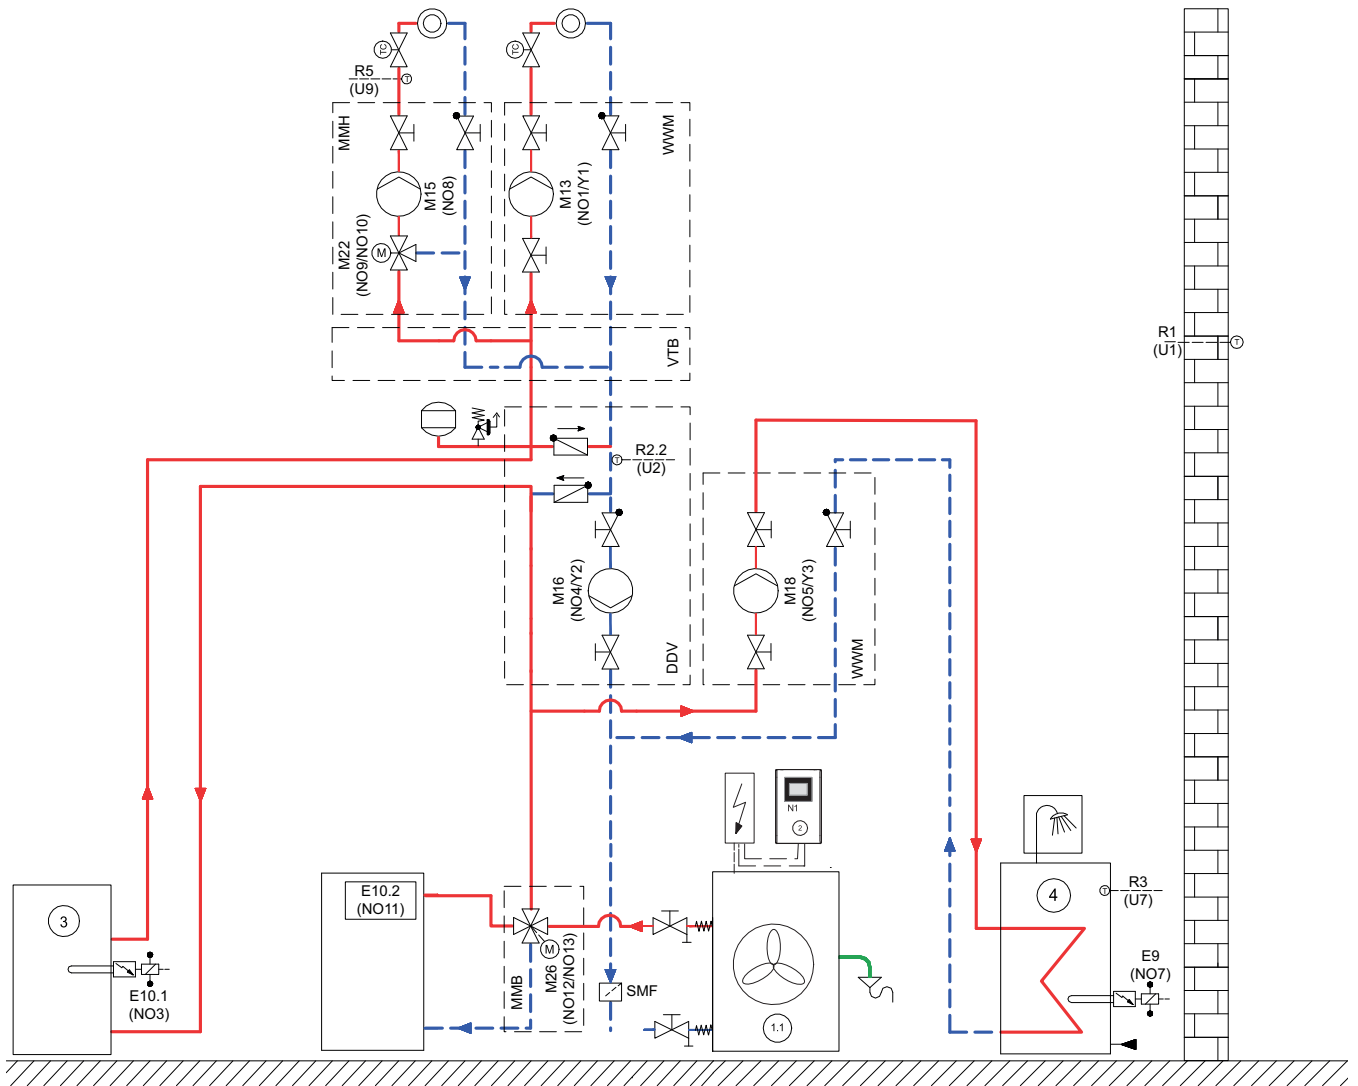 TC
TC
R5
(U9)
T
MMH
WWM
M15
(NO8)
M13
(NO1/Y1)
M22
(NO9/NO10)
M
R1
(U1)
T
VTB
R2.2
(U2)
T
M16
(NO4/Y2)
M18
(NO5/Y3)
DDV
WWM
N1
2
3
E10.2
(NO11)
4
T
R3
(U7)
M
M26
(NO12/NO13)
MMB
E10.1
(NO3)
SMF
E9
(NO7)
1.1